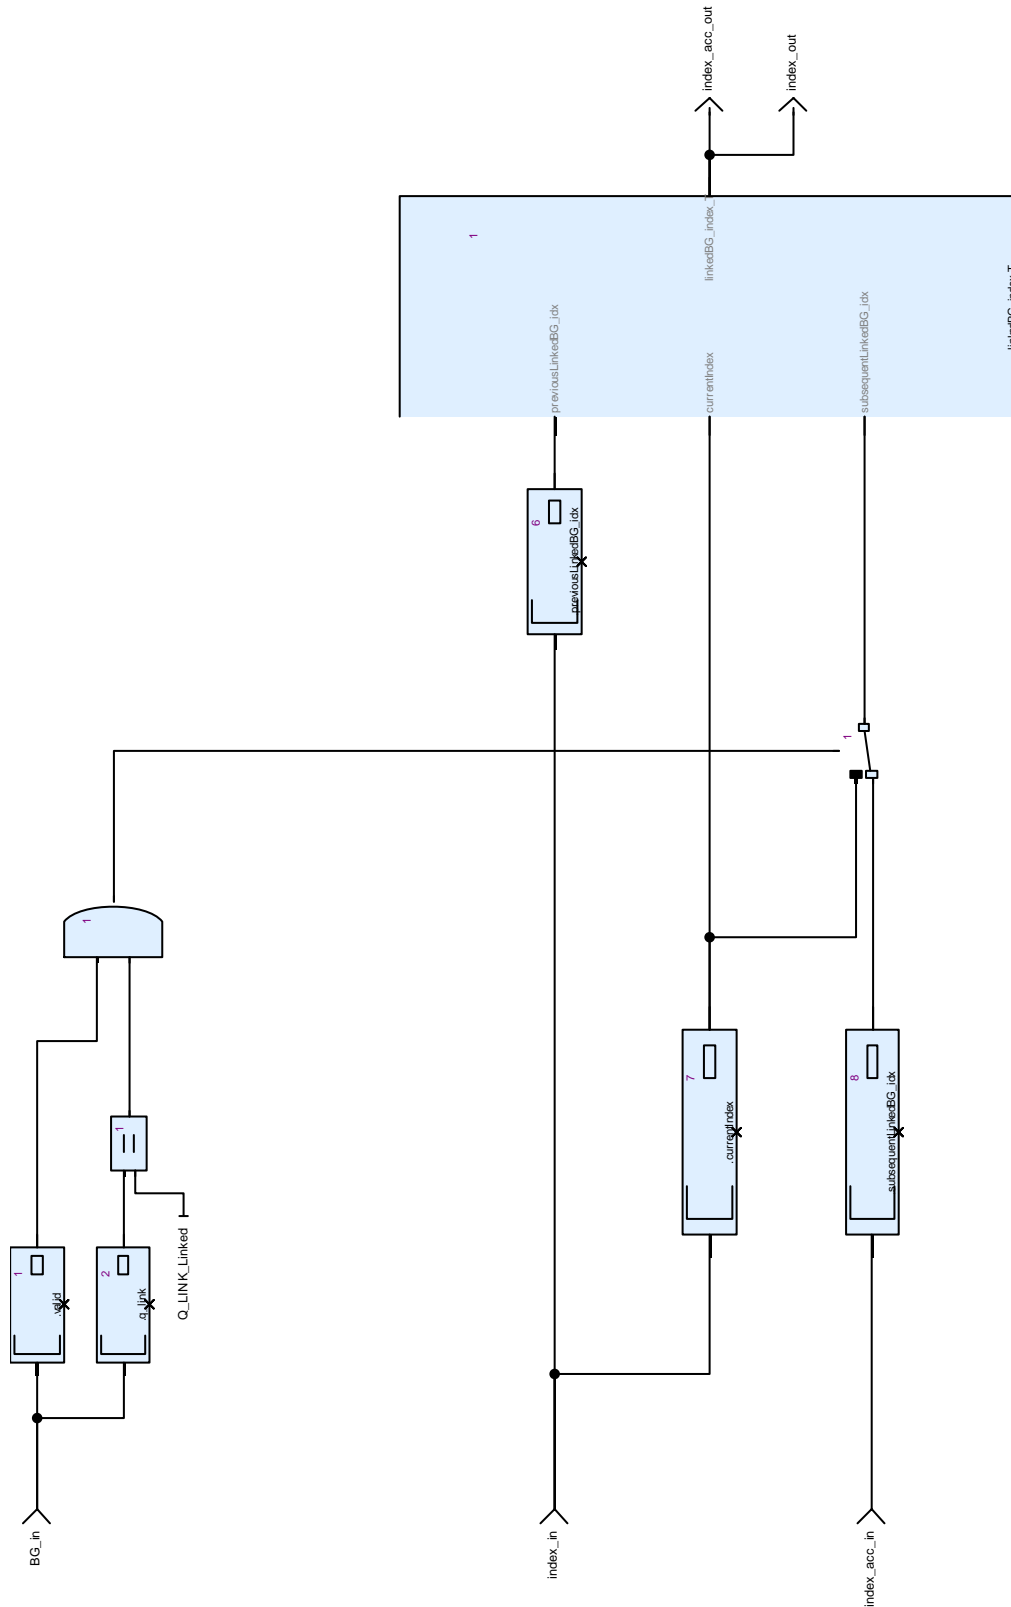 index_acc_out
index_out
1
linkedBG_index_T
previousLinkedBG_idx
currentIndex
subsequentLinkedBG_idx
6
previousLinkedBG_idx
1
1
7
.currentIndex
8
subsequentLinkedBG_idx
1
1
.valid
2
.q_link
Q_LINK_Linked
BG_in
index_in
index_acc_in